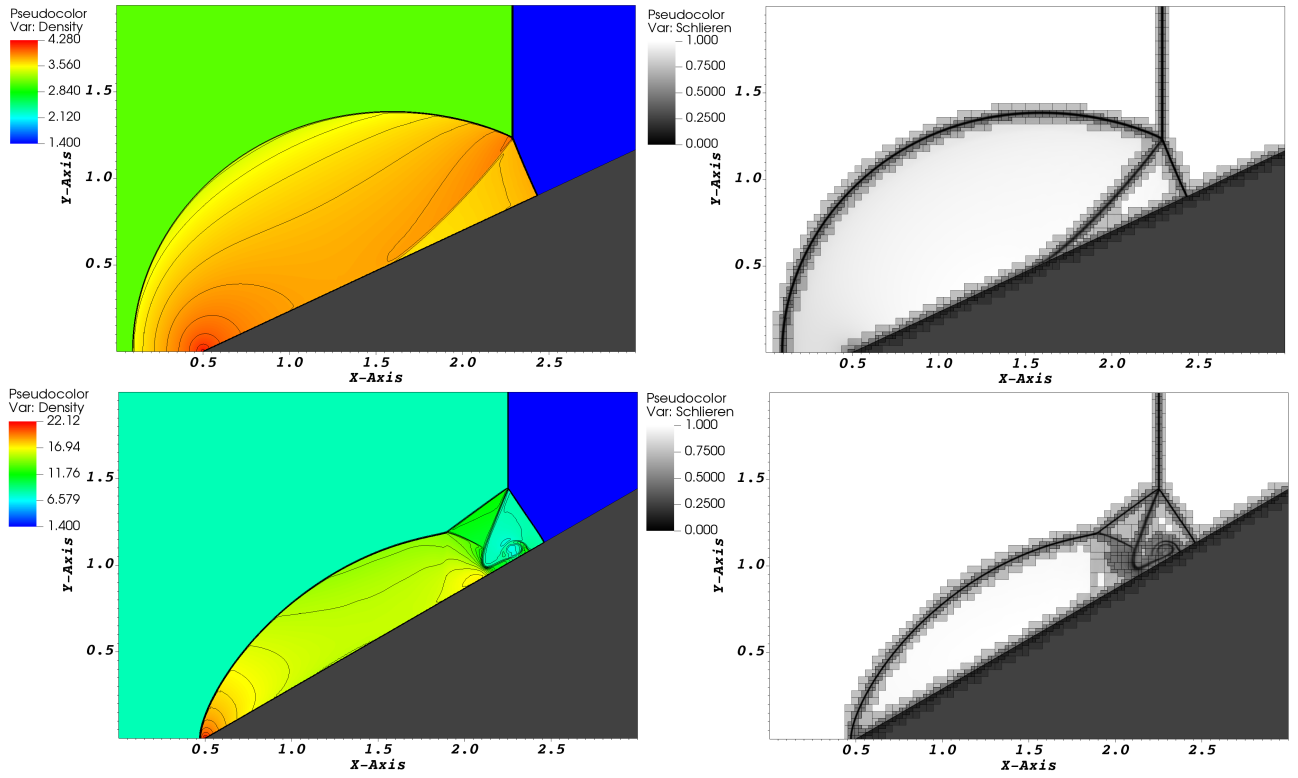 Pseudocolor
Var: Density
4.280
3.560
2.840
2.120
1.400
Y-Axis
1.5
1.0
0.5
0.5 1.0 1.5 2.0 2.5
X-Axis
Pseudocolor
Var: Schlieren
1.000
0.7500
0.5000
0.2500
0.000
Y-Axis
1.5
1.0
0.5
0.5 1.0 1.5 2.0 2.5
X-Axis
Pseudocolor
Var: Density
22.12
16.94
11.76
6.579
1.400
Y-Axis
1.5
1.0
0.5
0.5 1.0 1.5 2.0 2.5
X-Axis
Pseudocolor
Var: Schlieren
1.000
0.7500
0.5000
0.2500
0.000
Y-Axis
1.5
1.0
0.5
0.5 1.0 1.5 2.0 2.5
X-Axis